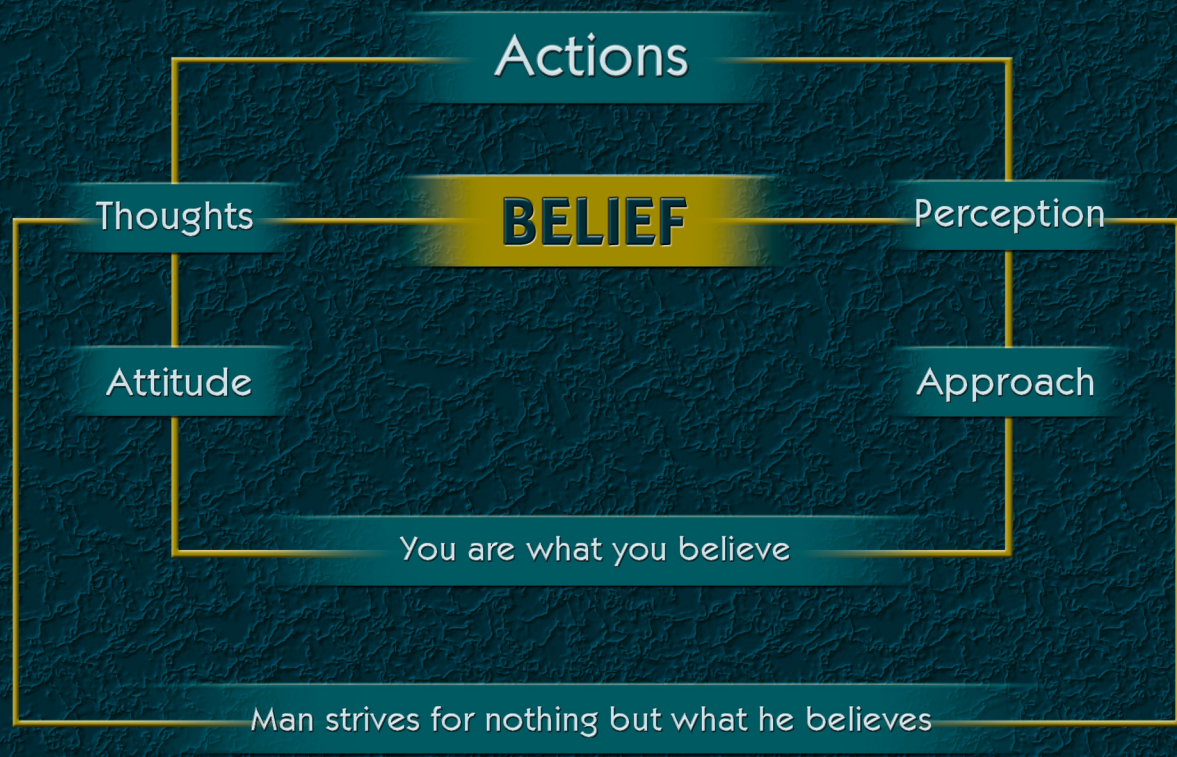 Actions
Thoughts
BELIEF
Perception
Attitude
Approach
You are what you believe
Man strives for nothing but what he believes